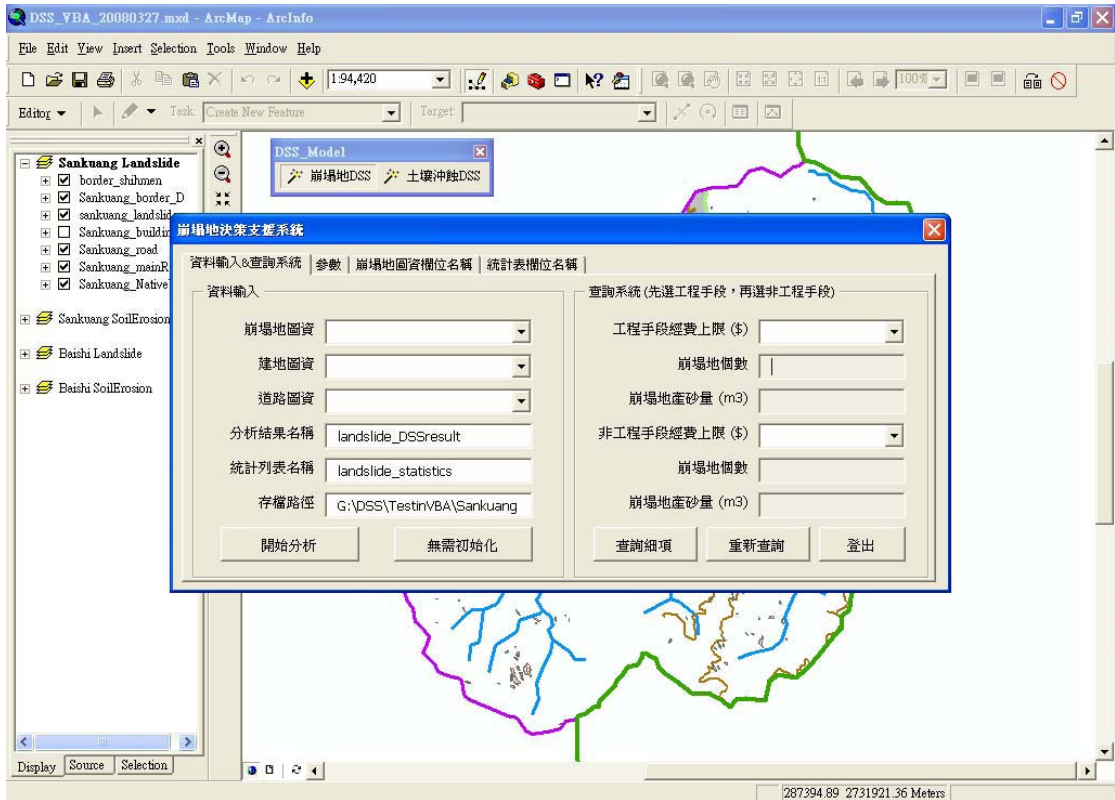 DSS_VBA_20080327.mxd - ArcMap - ArcInfo
File Edit View Insert Selection Tools Window Help
1:94,420
100%
Editor
Task: Create New Feature
Target:
Sankuang Landslide
border_shihmen
Sankuang_border_D
sankuang_landslide
Sankuang_buildin
Sankuang_road
Sankuang_mainR
Sankuang_Native
Sankuang SoilErosion
Baishi Landslide
Baishi SoilErosion
Display Source Selection
DSS_Model
崩塌地DSS 土壤沖蝕DSS
崩塌地決策支援系統
資料輸入&查詢系統 參數 崩塌地圖資欄位名稱 統計表欄位名稱
資料輸入
崩塌地圖資
建地圖資
道路圖資
分析結果名稱 landslide_DSSresult
統計列表名稱 landslide_statistics
存檔路徑 G:\DSS\TestinVBA\Sankuang
開始分析 無需初始化
查詢系統 (先選工程手段，再選非工程手段)
工程手段經費上限 ($)
崩塌地個數
崩塌地產砂量 (m3)
非工程手段經費上限 ($)
崩塌地個數
崩塌地產砂量 (m3)
查詢細項 重新查詢 登出
287394.89 2731921.36 Meters